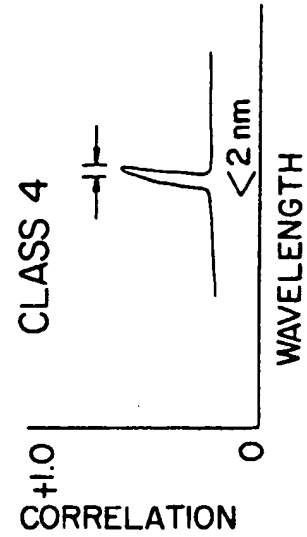 CLASS 4
+1.0
CORRELATION
0
<2 nm
WAVELENGTH